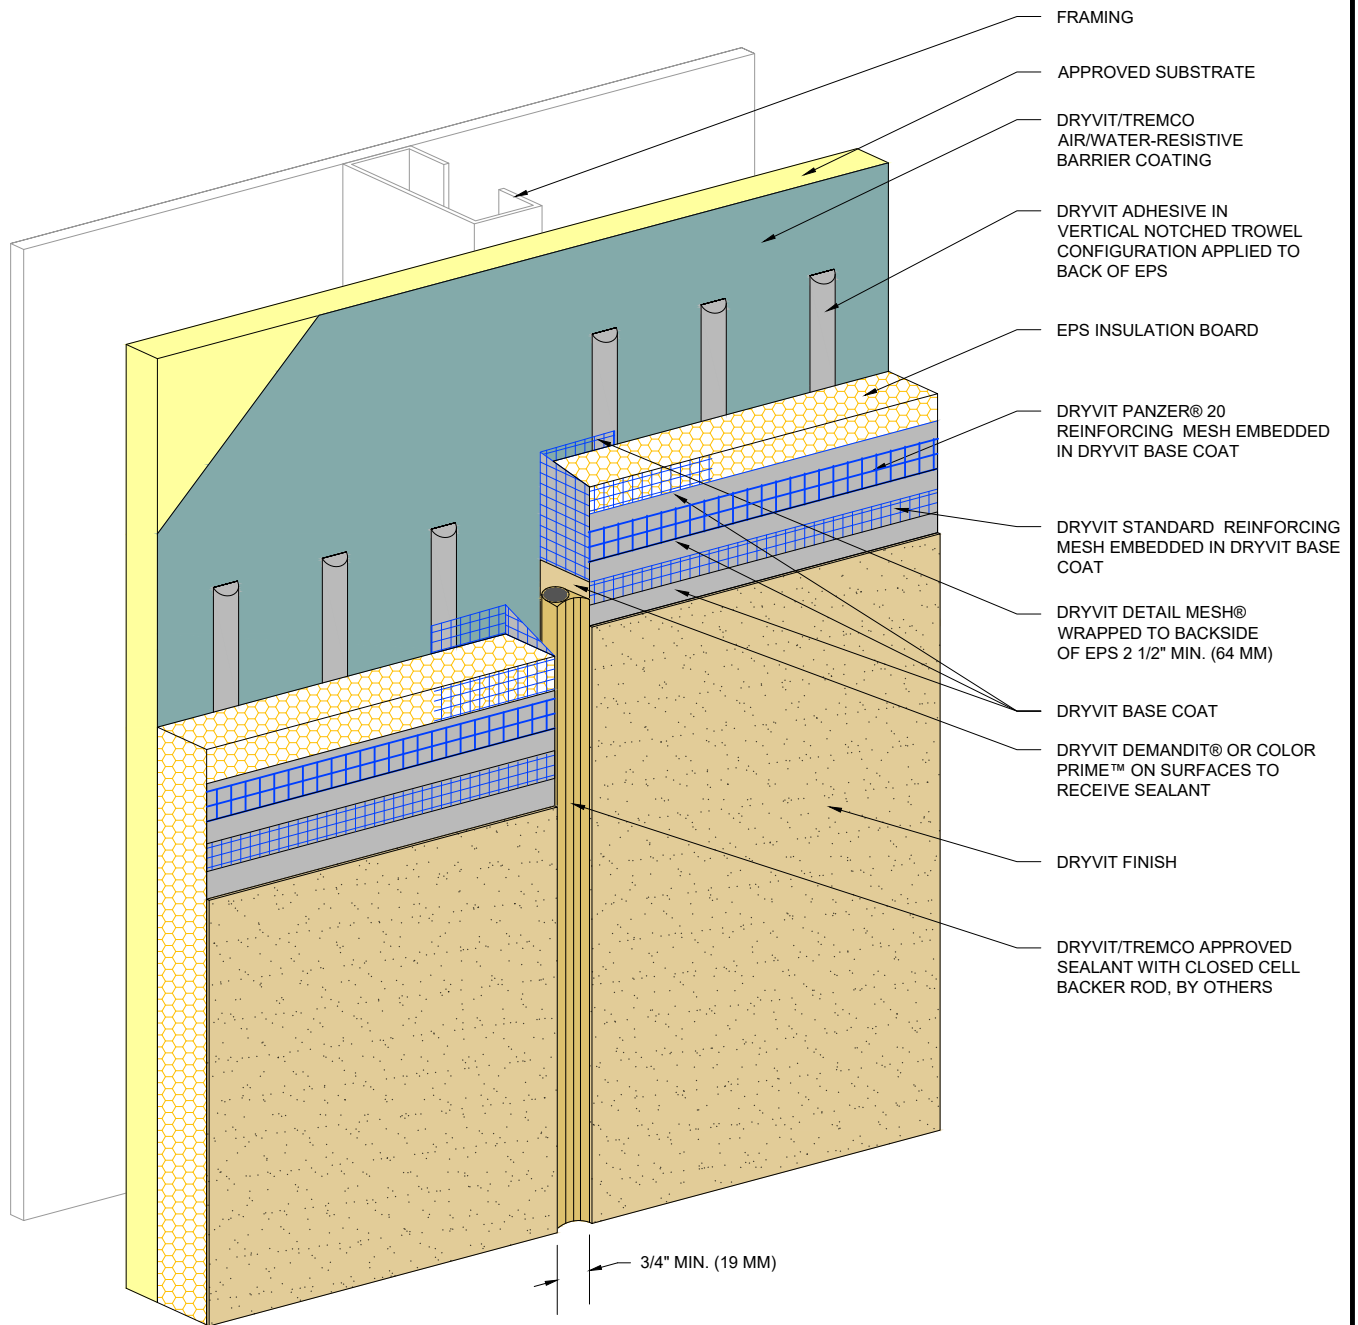 FRAMING
APPROVED SUBSTRATE
DRYVIT/TREMCO
AIR/WATER-RESISTIVE
BARRIER COATING
DRYVIT ADHESIVE IN
VERTICAL NOTCHED TROWEL
CONFIGURATION APPLIED TO
BACK OF EPS
EPS INSULATION BOARD
DRYVIT PANZER® 20
REINFORCING MESH EMBEDDED
IN DRYVIT BASE COAT
DRYVIT STANDARD REINFORCING
MESH EMBEDDED IN DRYVIT BASE
COAT
DRYVIT DETAIL MESH®
WRAPPED TO BACKSIDE
OF EPS 2 1/2" MIN. (64 MM)
DRYVIT BASE COAT
DRYVIT DEMANDIT® OR COLOR
PRIME™ ON SURFACES TO
RECEIVE SEALANT
DRYVIT FINISH
DRYVIT/TREMCO APPROVED
SEALANT WITH CLOSED CELL
BACKER ROD, BY OTHERS
3/4" MIN. (19 MM)